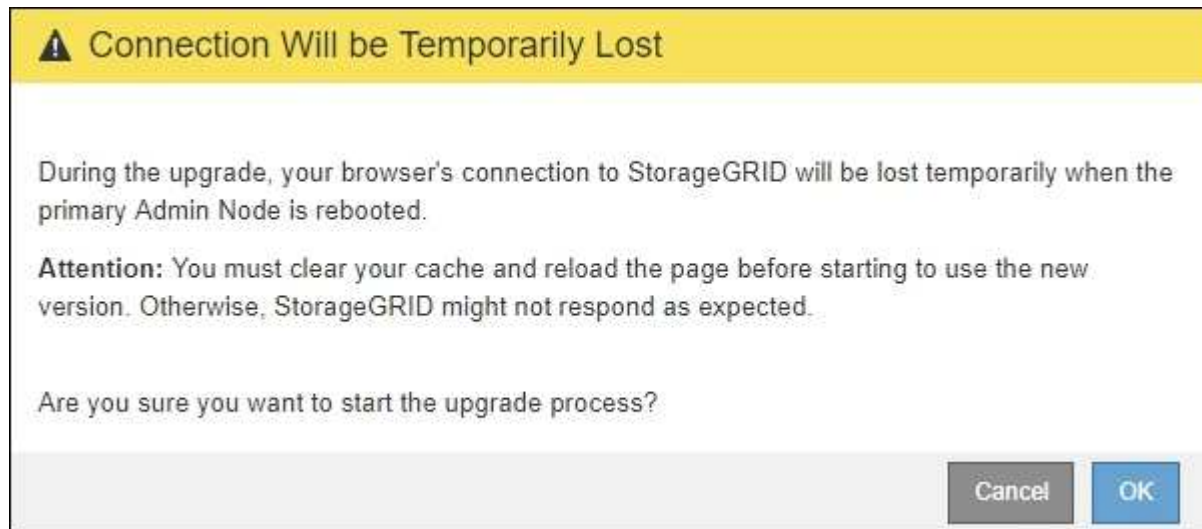 Connection Will be Temporarily Lost
During the upgrade, your browser's connection to StorageGRID will be lost temporarily when the
primary Admin Node is rebooted.
Attention: You must clear your cache and reload the page before starting to use the new
version. Otherwise, StorageGRID might not respond as expected.
Are you sure you want to start the upgrade process?
Cancel
OK